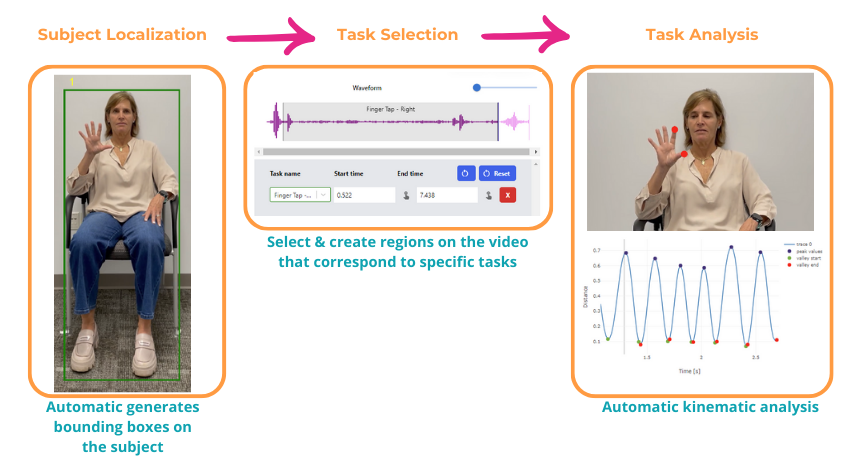 Subject Localization
Task Selection
Task Analysis
1
Waveform
Finger Tap - Right
Task name
Start time
End time
Reset
Finger Tap -...
0.522
7.438
X
Select & create regions on the video
that correspond to specific tasks
trace 0
peak values
valley start
valley end
Distance
0.7
0.6
0.5
0.4
0.3
0.2
0.1
1.5
2
2.5
Time [s]
Automatic generates
bounding boxes on
the subject
Automatic kinematic analysis